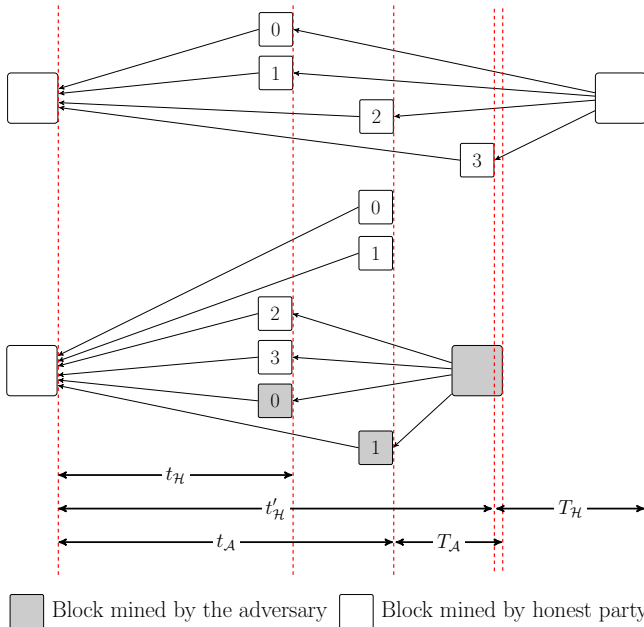 0
1
2
3
0
1
2
3
0
1
t_ℋ
t′_ℋ T_ℋ
t_𝒜 T_𝒜
Block mined by the adversary Block mined by honest party